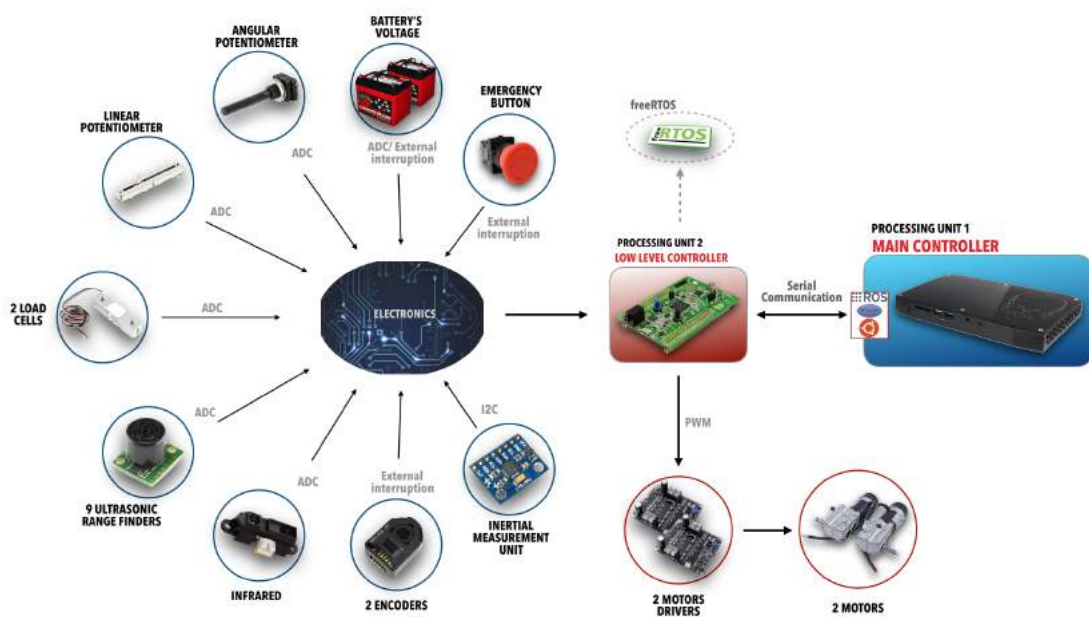 ANGULAR
POTENTIOMETER
BATTERY'S
VOLTAGE
EMERGENCY
BUTTON
LINEAR
POTENTIOMETER
ADC
ADC/ External
interruption
ADC
External
interruption
freeRTOS
RTOS
2 LOAD
CELLS
ADC
ELECTRONICS
PROCESSING UNIT 2
LOW LEVEL CONTROLLER
Serial
Communication
PROCESSING UNIT 1
MAIN CONTROLLER
ROS
ADC
ADC
External
interruption
I2C
PWM
9 ULTRASONIC
RANGE FINDERS
INFRARED
2 ENCODERS
INERTIAL
MEASUREMENT
UNIT
2 MOTORS
DRIVERS
2 MOTORS